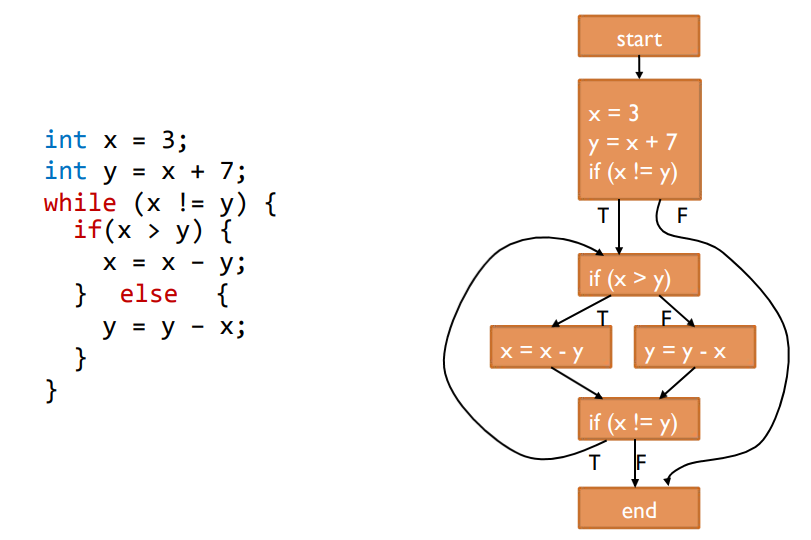 int x = 3;
int y = x + 7;
while (x != y) {
if(x > y) {
x = x - y;
} else {
y = y - x;
}
}
start
x = 3
y = x + 7
if (x != y)
T F
if (x > y)
T F
x = x - y
y = y - x
if (x != y)
T F
end